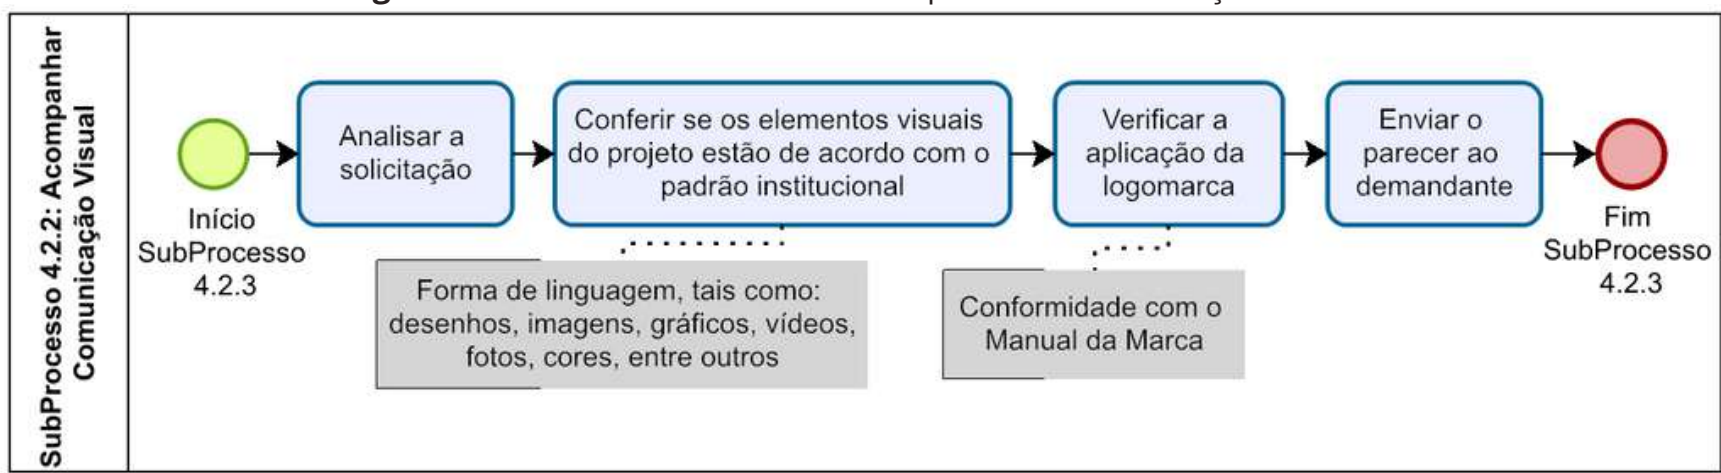 SubProcesso 4.2.2: Acompanhar
Comunicação Visual
Início
SubProcesso
4.2.3
Analisar a
solicitação
Conferir se os elementos visuais
do projeto estão de acordo com o
padrão institucional
Forma de linguagem, tais como:
desenhos, imagens, gráficos, vídeos,
fotos, cores, entre outros
Verificar a
aplicação da
logomarca
Conformidade com o
Manual da Marca
Enviar o
parecer ao
demandante
Fim
SubProcesso
4.2.3